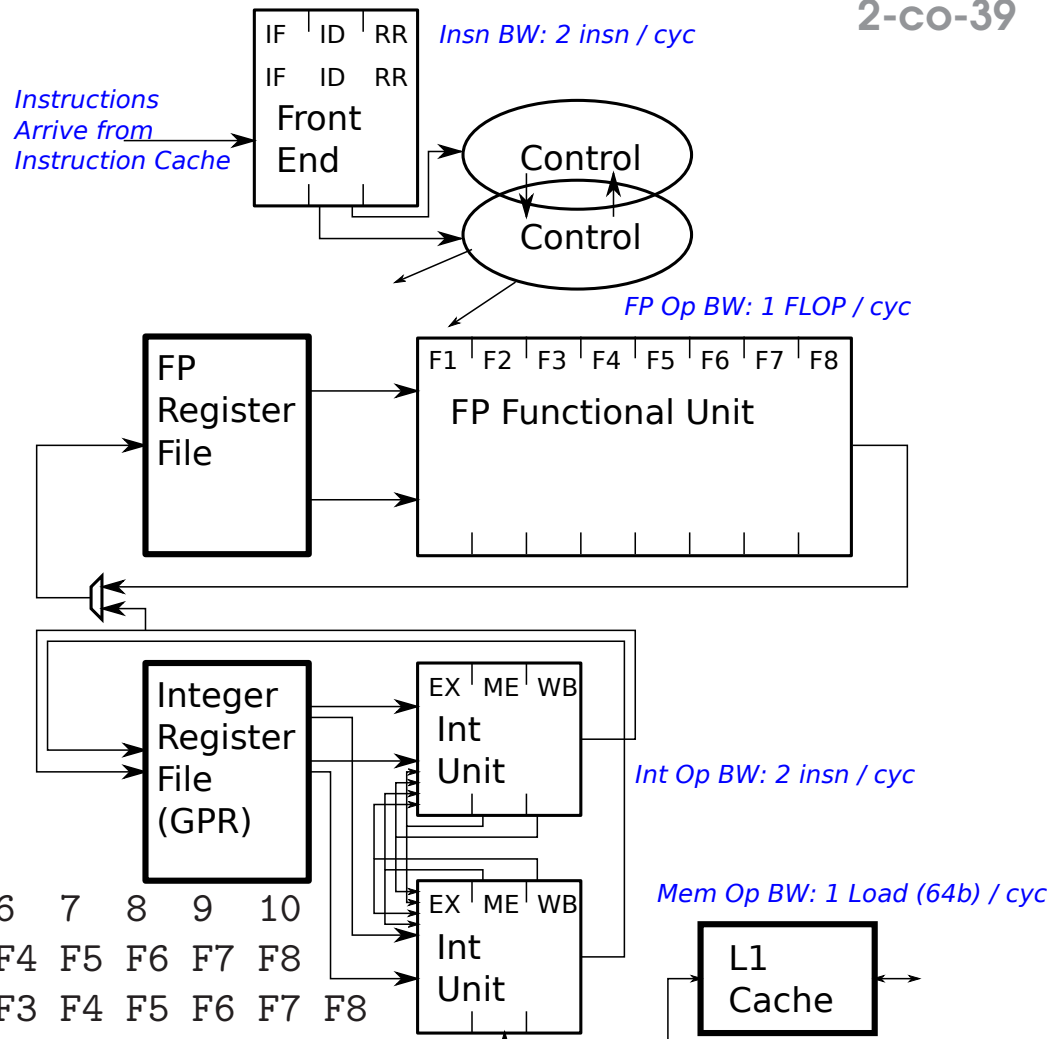 2-co-39
IF ID RR
Insn BW: 2 insn / cyc
IF ID RR
Instructions
Arrive from
Instruction Cache
Front
End
Control
Control
FP Op BW: 1 FLOP / cyc
FP
Register
File
F1 F2 F3 F4 F5 F6 F7 F8
FP Functional Unit
Integer
Register
File
(GPR)
EX ME WB
Int
Unit
Int Op BW: 2 insn / cyc
EX ME WB
Int
Unit
Mem Op BW: 1 Load (64b) / cyc
L1
Cache
6 7 8 9 10
F4 F5 F6 F7 F8
F3 F4 F5 F6 F7 F8